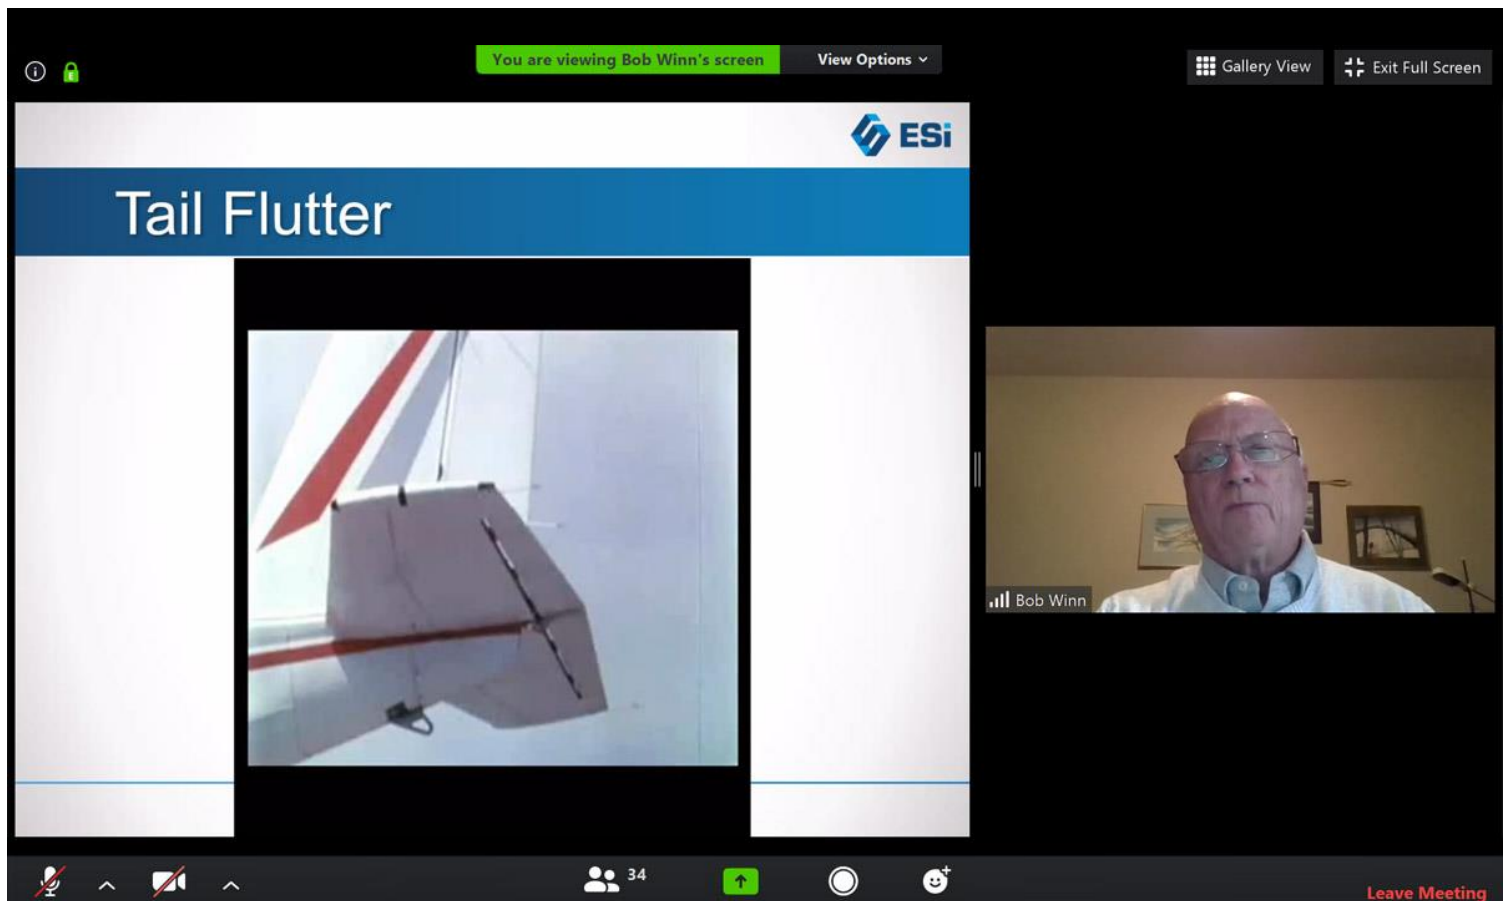 You are viewing Bob Winn's screen
View Options
Gallery View
Exit Full Screen
ESi
Tail Flutter
Bob Winn
34
Leave Meeting